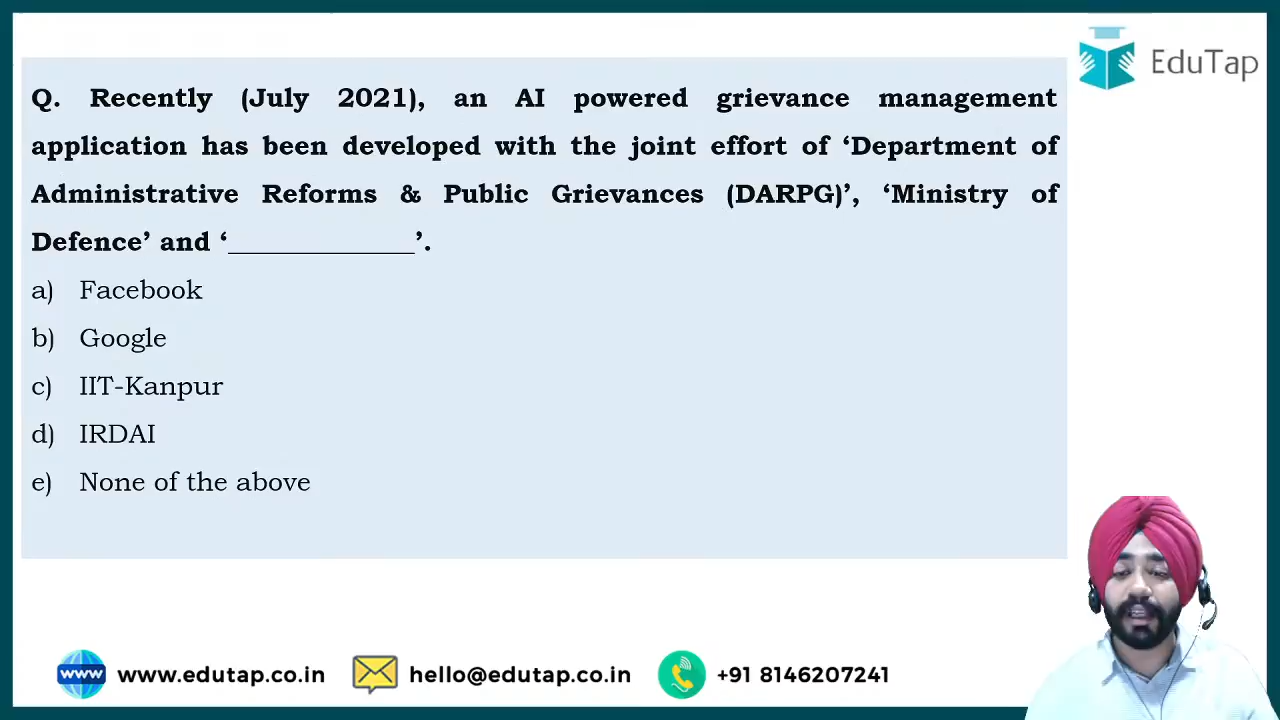 EduTap
Q. Recently (July 2021), an AI powered grievance management
application has been developed with the joint effort of ‘Department of
Administrative Reforms & Public Grievances (DARPG)’, ‘Ministry of
Defence’ and ‘______________’.
a) Facebook
b) Google
c) IIT-Kanpur
d) IRDAI
e) None of the above
www www.edutap.co.in hello@edutap.co.in +91 8146207241